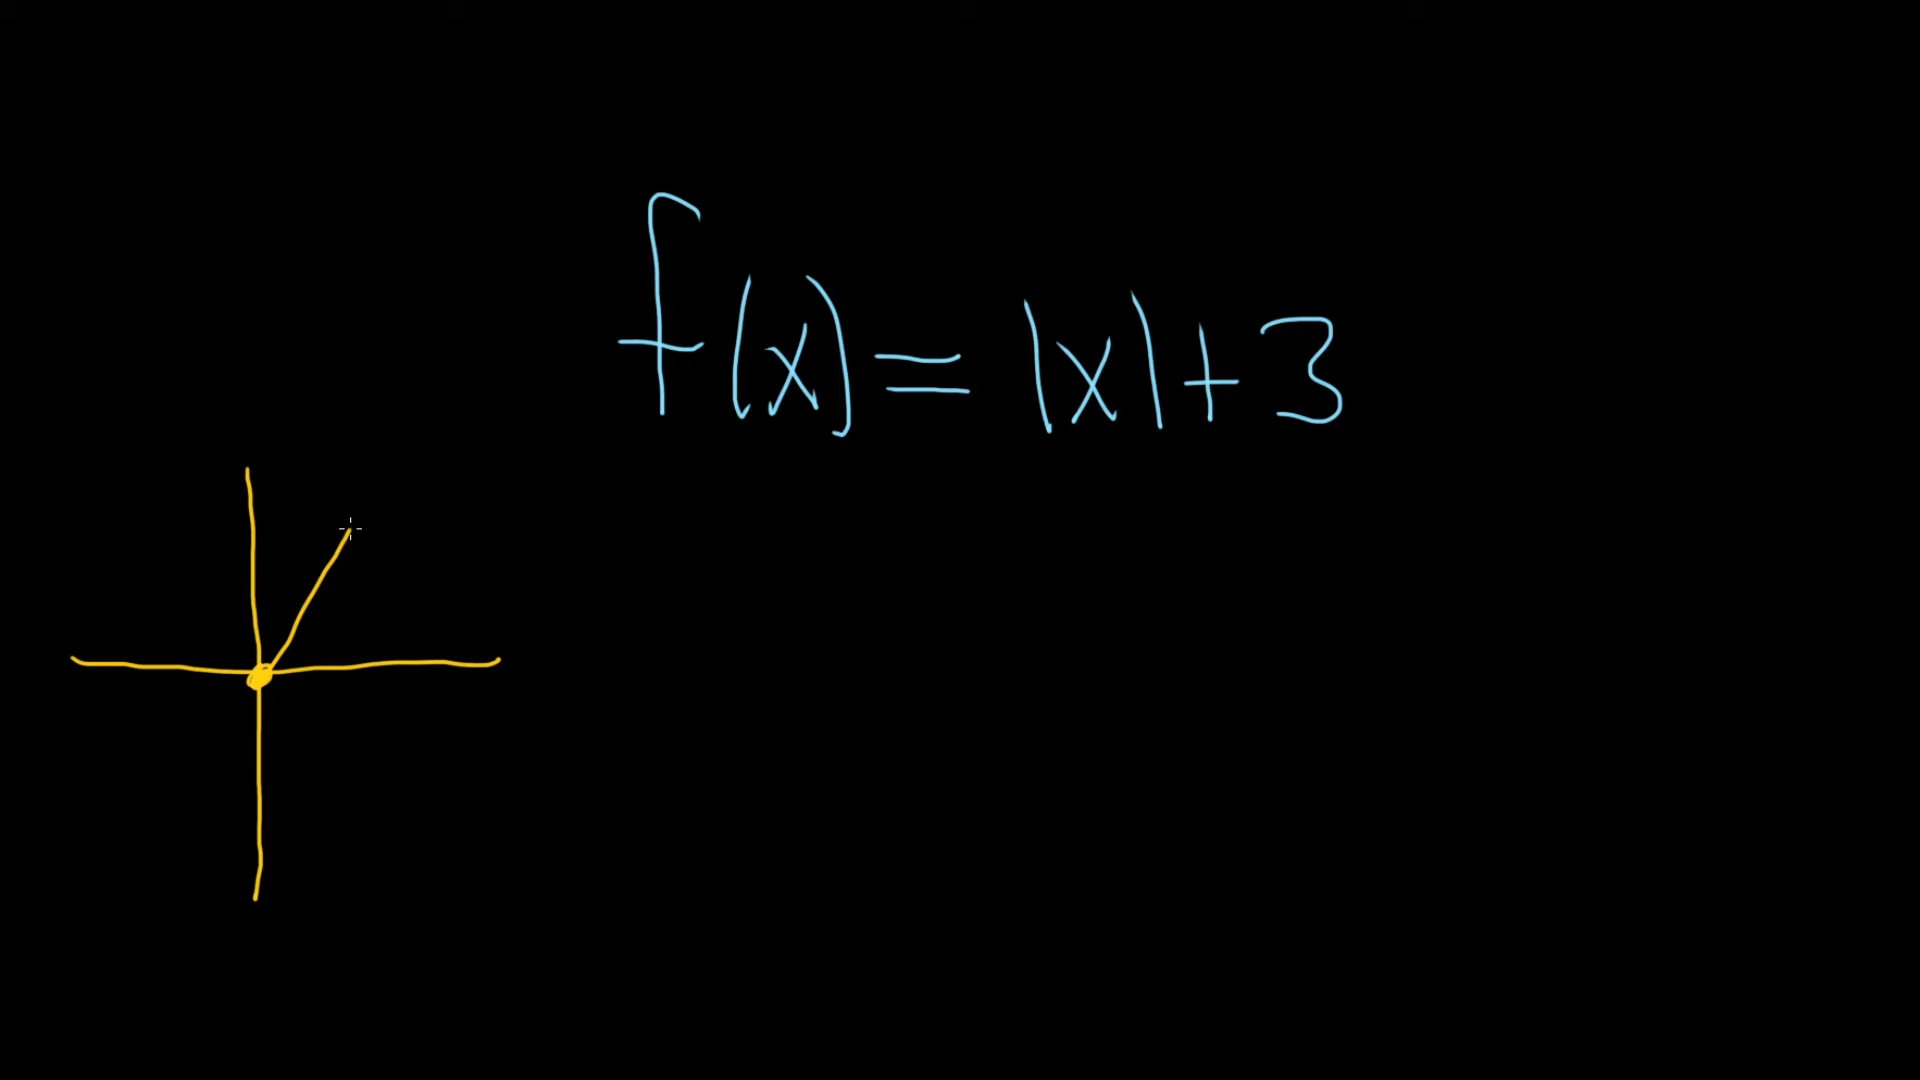 f(x) = |x| + 3